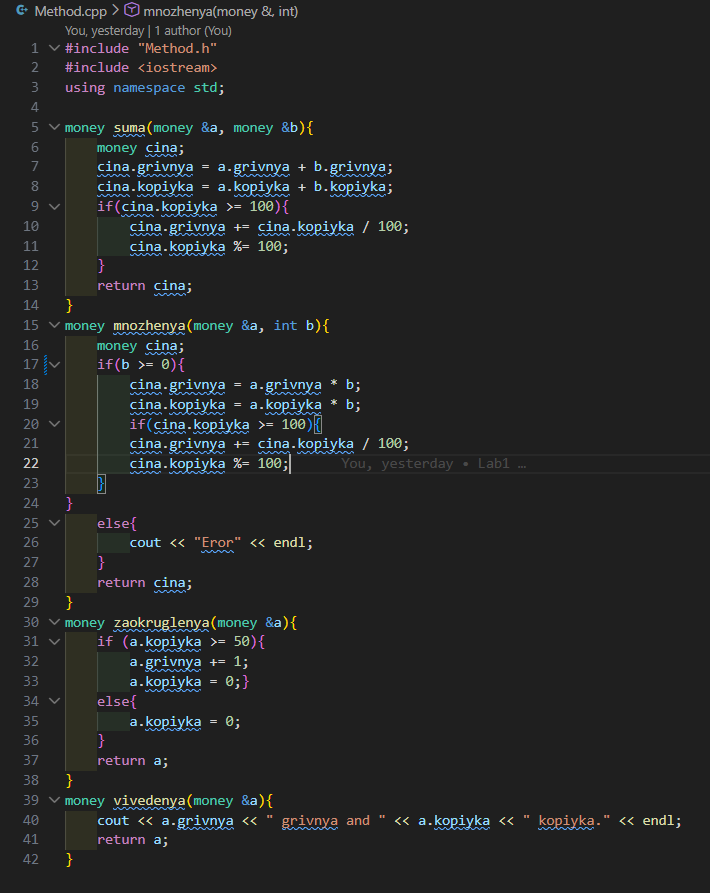 Method.cpp > mnozhenya(money &, int)
You, yesterday | 1 author (You)
1 #include "Method.h"
2 #include <iostream>
3 using namespace std;
4
5 money suma(money &a, money &b){
6 money cina;
7 cina.grivnya = a.grivnya + b.grivnya;
8 cina.kopiyka = a.kopiyka + b.kopiyka;
9 if(cina.kopiyka >= 100){
10 cina.grivnya += cina.kopiyka / 100;
11 cina.kopiyka %= 100;
12 }
13 return cina;
14 }
15 money mnozhenya(money &a, int b){
16 money cina;
17 if(b >= 0){
18 cina.grivnya = a.grivnya * b;
19 cina.kopiyka = a.kopiyka * b;
20 if(cina.kopiyka >= 100){
21 cina.grivnya += cina.kopiyka / 100;
22 cina.kopiyka %= 100; You, yesterday • Lab1 …
23 }
24 }
25 else{
26 cout << "Eror" << endl;
27 }
28 return cina;
29 }
30 money zaokruglenya(money &a){
31 if (a.kopiyka >= 50){
32 a.grivnya += 1;
33 a.kopiyka = 0;}
34 else{
35 a.kopiyka = 0;
36 }
37 return a;
38 }
39 money vivedenya(money &a){
40 cout << a.grivnya << " grivnya and " << a.kopiyka << " kopiyka." << endl;
41 return a;
42 }